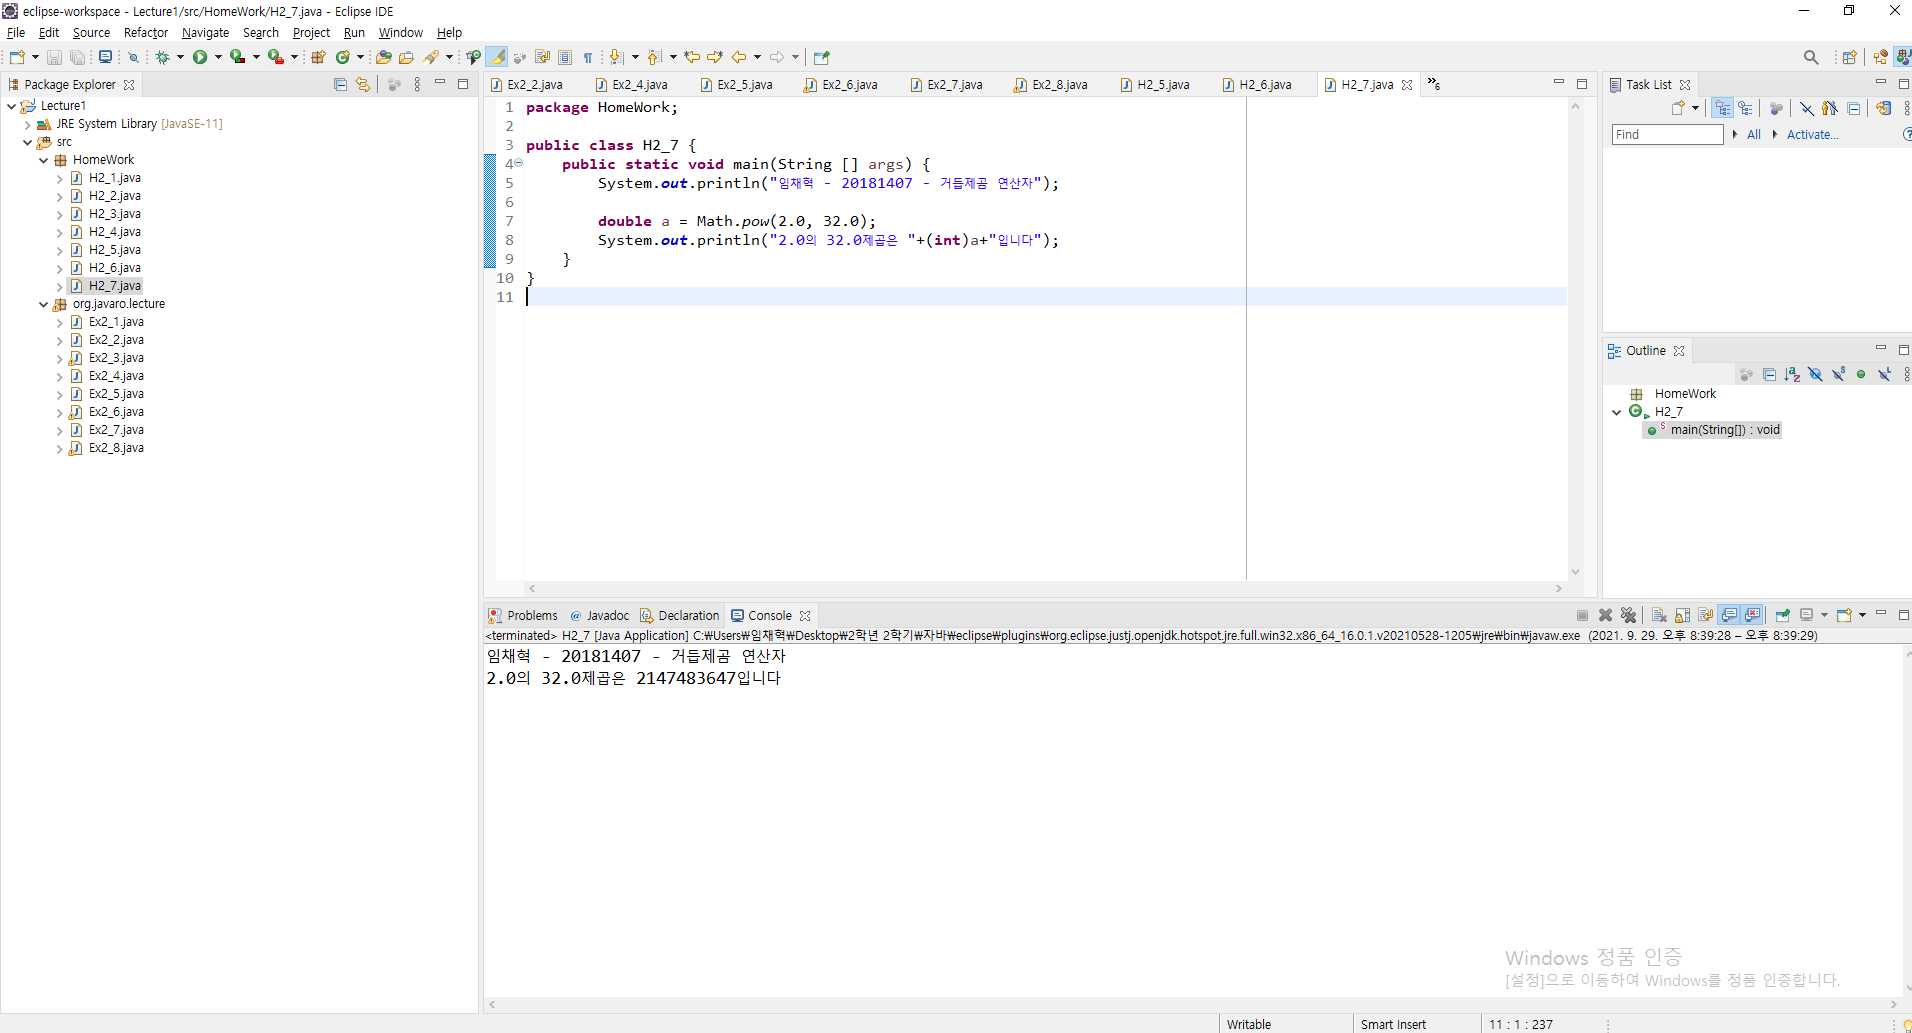 eclipse-workspace - Lecture1/src/HomeWork/H2_7.java - Eclipse IDE
File Edit Source Refactor Navigate Search Project Run Window Help
Package Explorer
Lecture1
JRE System Library [JavaSE-11]
src
HomeWork
H2_1.java
H2_2.java
H2_3.java
H2_4.java
H2_5.java
H2_6.java
H2_7.java
org.javaro.lecture
Ex2_1.java
Ex2_2.java
Ex2_3.java
Ex2_4.java
Ex2_5.java
Ex2_6.java
Ex2_7.java
Ex2_8.java
Ex2_2.java Ex2_4.java Ex2_5.java Ex2_6.java Ex2_7.java Ex2_8.java H2_5.java H2_6.java H2_7.java »6
1 package HomeWork;
2
3 public class H2_7 {
4 public static void main(String [] args) {
5 System.out.println("임채혁 - 20181407 - 거듭제곱 연산자");
6
7 double a = Math.pow(2.0, 32.0);
8 System.out.println("2.0의 32.0제곱은 "+(int)a+"입니다");
9 }
10 }
11
Task List
Find All Activate...
Outline
HomeWork
H2_7
main(String[]) : void
Problems @ Javadoc Declaration Console
<terminated> H2_7 [Java Application] C:₩Users₩임채혁₩Desktop₩2학년 2학기₩자바₩eclipse₩plugins₩org.eclipse.justj.openjdk.hotspot.jre.full.win32.x86_64_16.0.1.v20210528-1205₩jre₩bin₩javaw.exe (2021. 9. 29. 오후 8:39:28 – 오후 8:39:29)
임채혁 - 20181407 - 거듭제곱 연산자
2.0의 32.0제곱은 2147483647입니다
Windows 정품 인증
[설정]으로 이동하여 Windows를 정품 인증합니다.
Writable Smart Insert 11 : 1 : 237